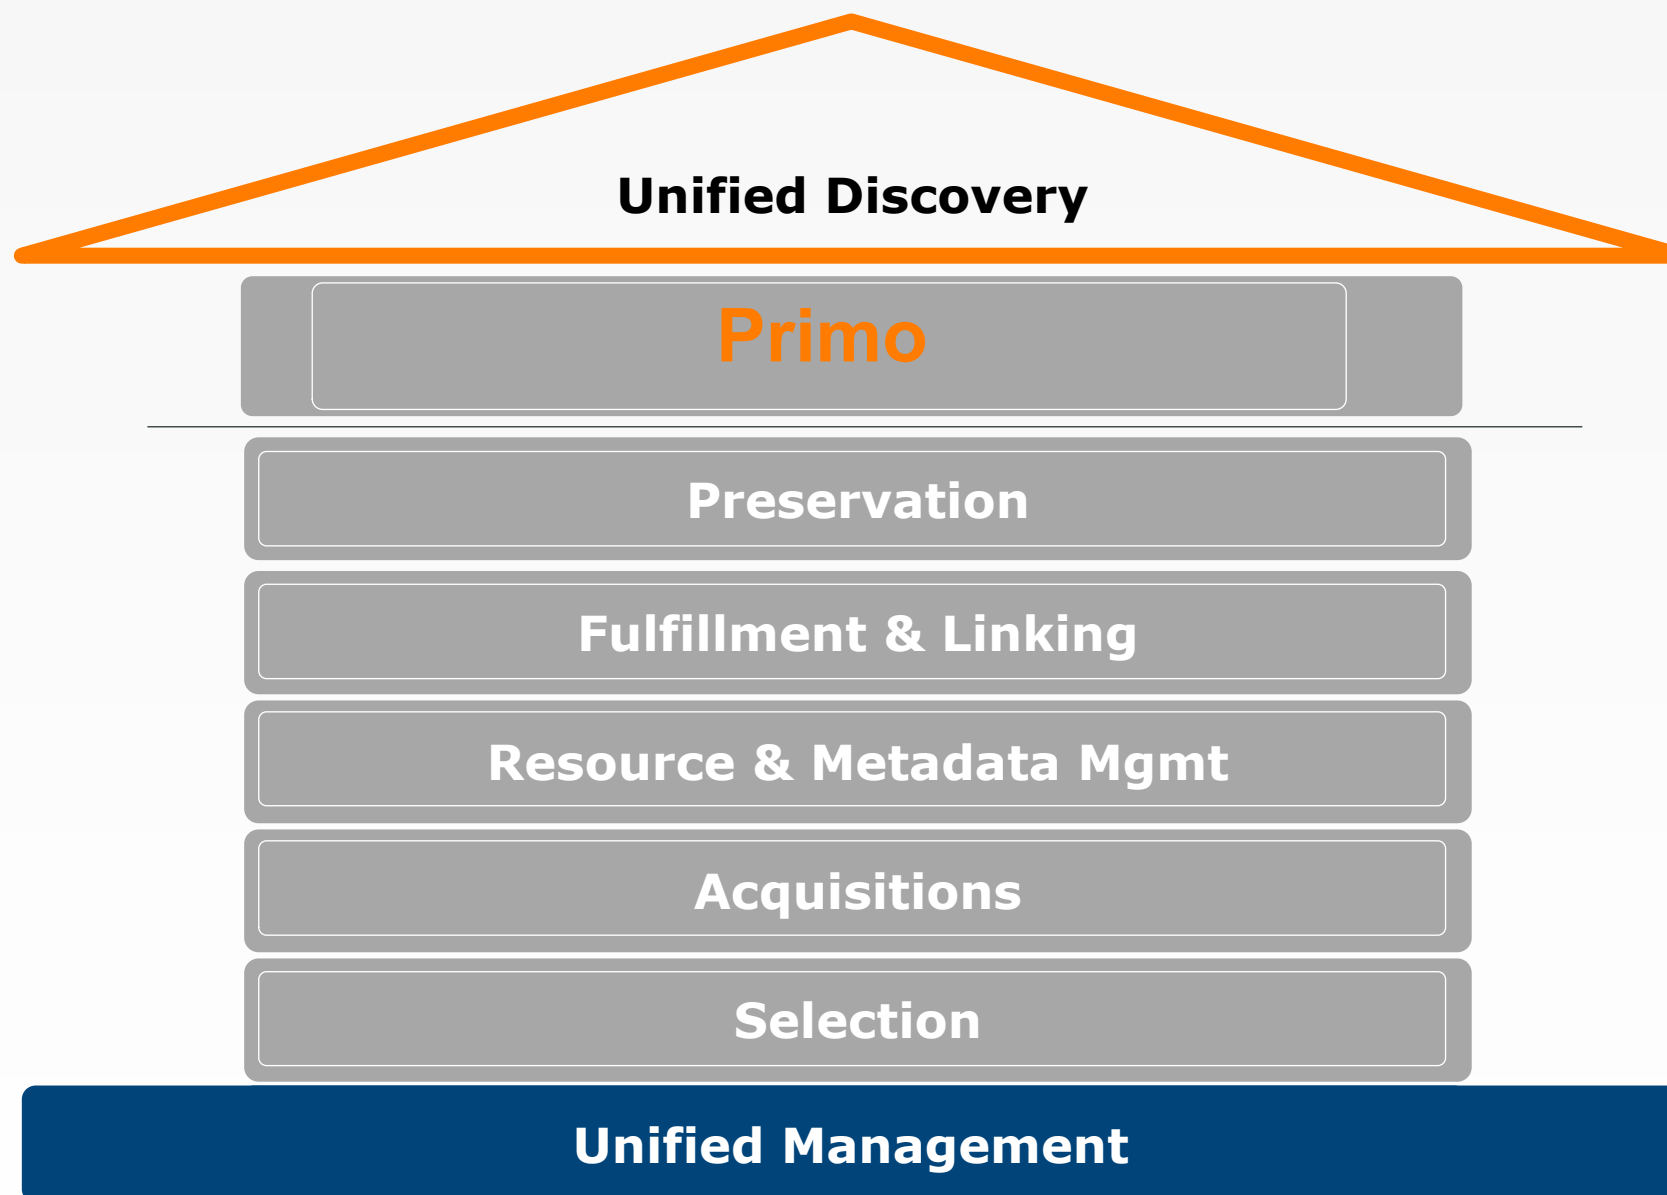 Unified Discovery
Primo
Preservation
Fulfillment & Linking
Resource & Metadata Mgmt
Acquisitions
Selection
Unified Management